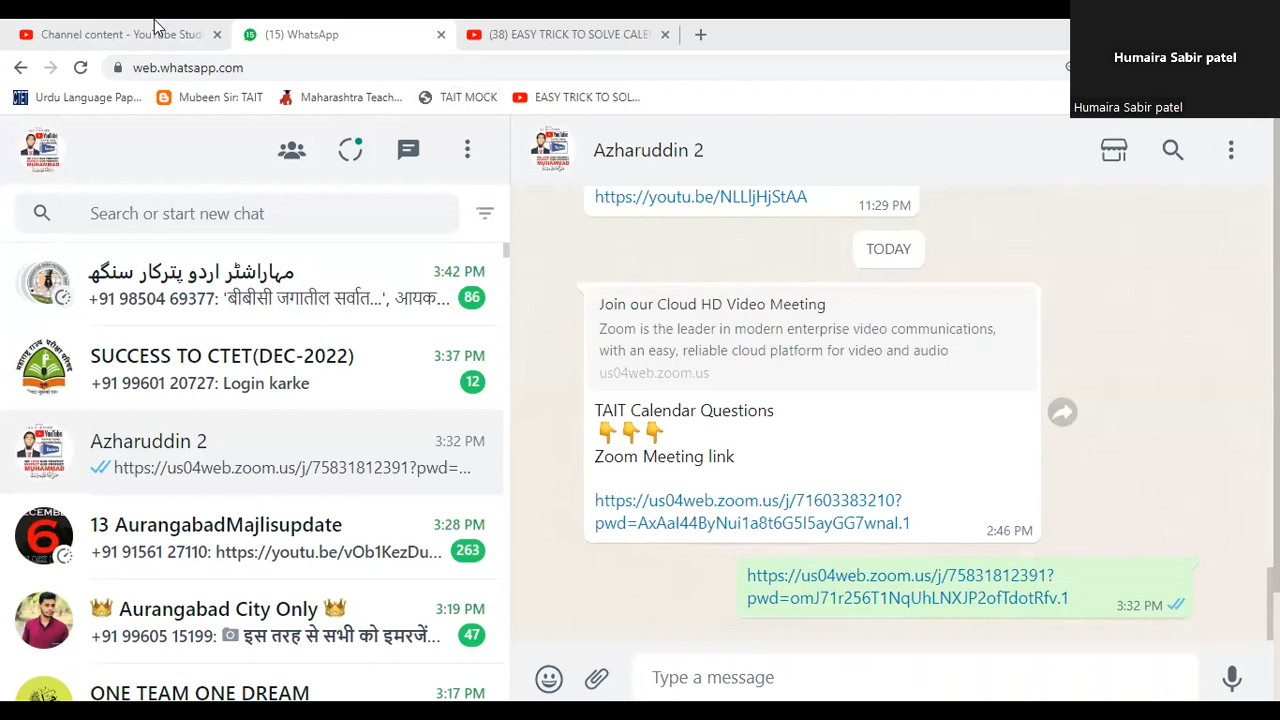 Channel content - YouTube Stud
(15) WhatsApp
(38) EASY TRICK TO SOLVE CALE
Humaira Sabir patel
Humaira Sabir patel
web.whatsapp.com
Urdu Language Pap...
Mubeen Sir: TAIT
Maharashtra Teach...
TAIT MOCK
EASY TRICK TO SOL...
Search or start new chat
مہاراشٹر اردو پترکار سنگھ
3:42 PM
+91 98504 69377: 'बीबीसी जगातील सर्वात...', आयक...
86
SUCCESS TO CTET(DEC-2022)
3:37 PM
+91 99601 20727: Login karke
12
Azharuddin 2
3:32 PM
https://us04web.zoom.us/j/75831812391?pwd=...
13 AurangabadMajlisupdate
3:28 PM
+91 91561 27110: https://youtu.be/vOb1KezDu...
263
👑 Aurangabad City Only 👑
3:19 PM
+91 99605 15199: इस तरह से सभी को इमरजें...
47
ONE TEAM ONE DREAM
3:17 PM
Azharuddin 2
https://youtu.be/NLLljHjStAA
11:29 PM
TODAY
Join our Cloud HD Video Meeting
Zoom is the leader in modern enterprise video communications,
with an easy, reliable cloud platform for video and audio
us04web.zoom.us
TAIT Calendar Questions
👇👇👇
Zoom Meeting link
https://us04web.zoom.us/j/71603383210?
pwd=AxAaI44ByNui1a8t6G5I5ayGG7wnaI.1
2:46 PM
https://us04web.zoom.us/j/75831812391?
pwd=omJ71r256T1NqUhLNXJP2ofTdotRfv.1
3:32 PM
Type a message